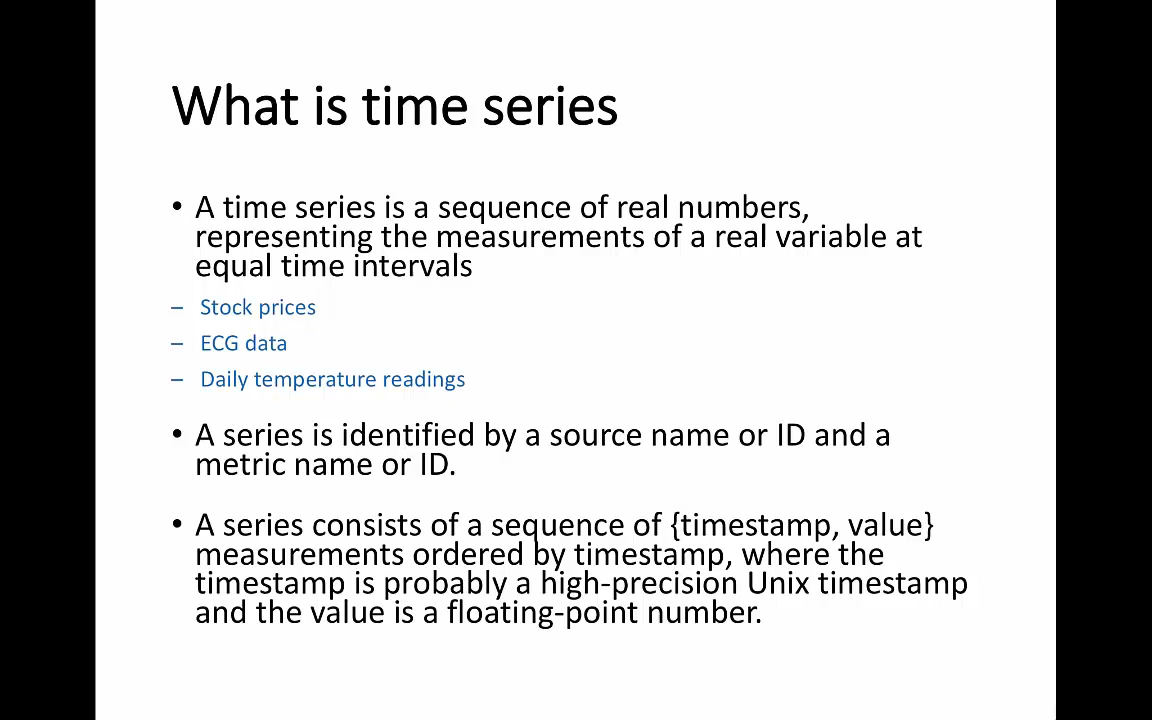 What is time series
• A time series is a sequence of real numbers,
representing the measurements of a real variable at
equal time intervals
– Stock prices
– ECG data
– Daily temperature readings
• A series is identified by a source name or ID and a
metric name or ID.
• A series consists of a sequence of {timestamp, value}
measurements ordered by timestamp, where the
timestamp is probably a high-precision Unix timestamp
and the value is a floating-point number.